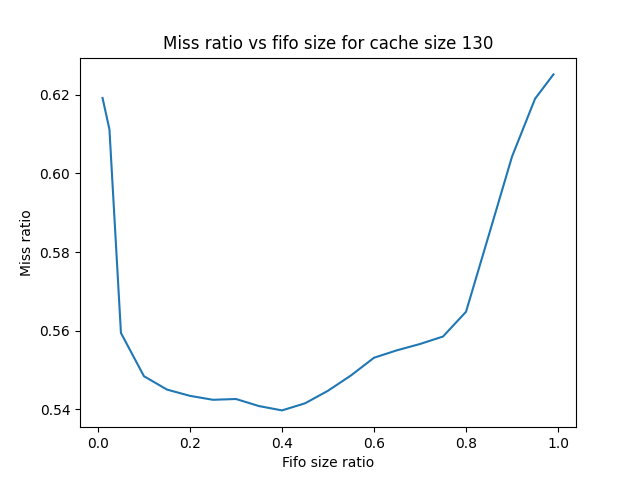 Miss ratio vs fifo size for cache size 130
Miss ratio
0.62
0.60
0.58
0.56
0.54
0.0 0.2 0.4 0.6 0.8 1.0
Fifo size ratio